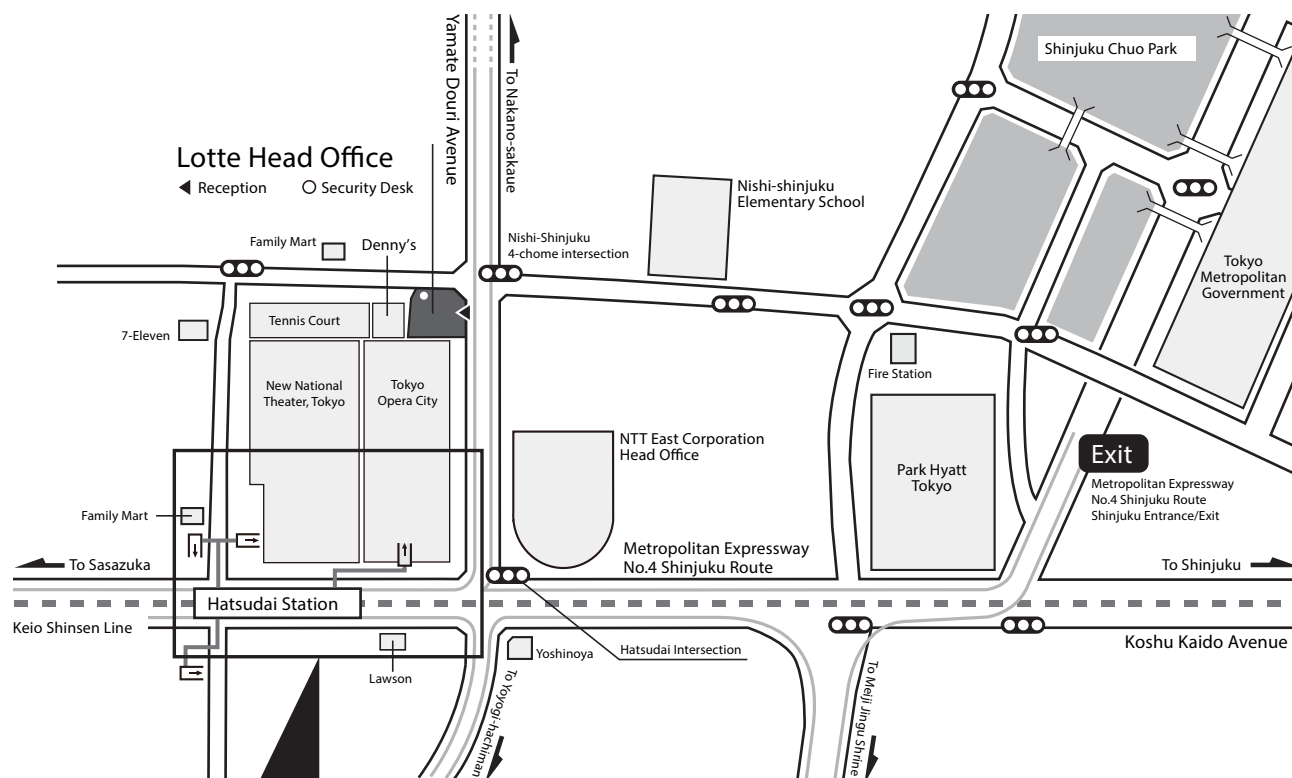 Yamate Douri Avenue
To Nakano-sakaue
Shinjuku Chuo Park
Lotte Head Office
Reception
Security Desk
Nishi-shinjuku
Elementary School
Family Mart
Denny's
Nishi-Shinjuku
4-chome intersection
Tokyo
Metropolitan
Government
Tennis Court
7-Eleven
Fire Station
New National
Theater, Tokyo
Tokyo
Opera City
NTT East Corporation
Head Office
Park Hyatt
Tokyo
Exit
Metropolitan Expressway
No.4 Shinjuku Route
Shinjuku Entrance/Exit
Family Mart
To Sasazuka
Metropolitan Expressway
No.4 Shinjuku Route
To Shinjuku
Hatsudai Station
Keio Shinsen Line
Koshu Kaido Avenue
Yoshinoya
Hatsudai Intersection
Lawson
To Yoyogi-hachiman
To Meiji Jingu Shrine